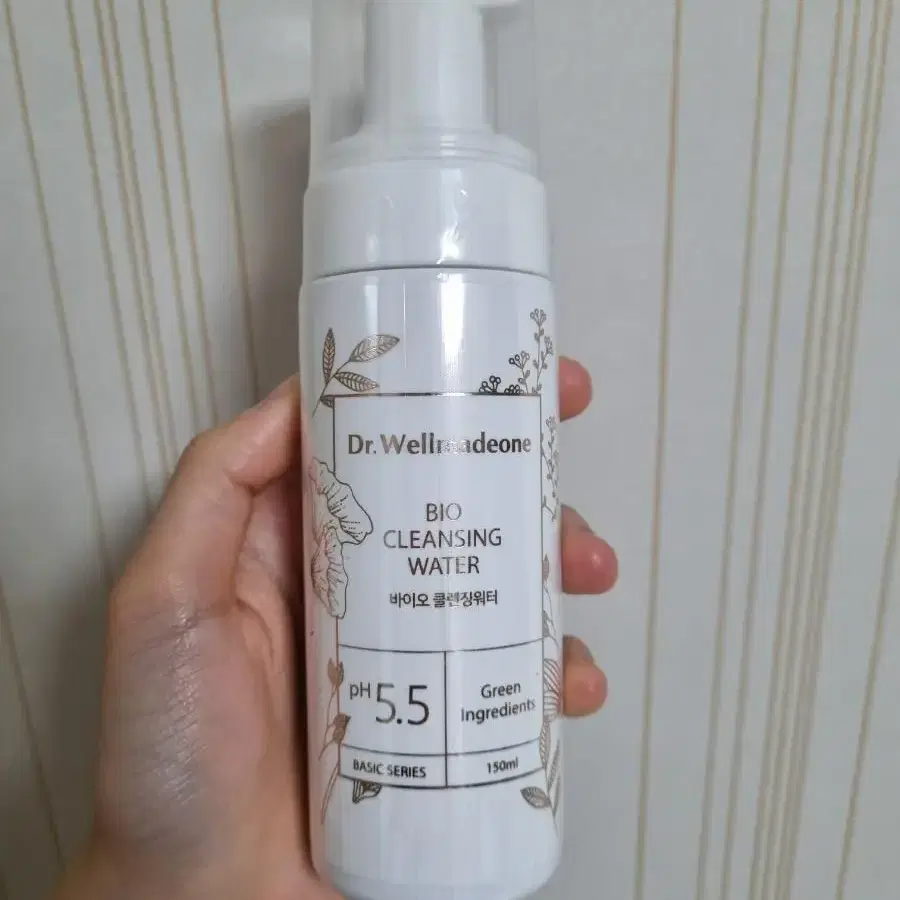 Dr.Wellmadeone
BIO
CLEANSING
WATER
바이오 클렌징워터
pH 5.5
Green
Ingredients
BASIC SERIES
150ml